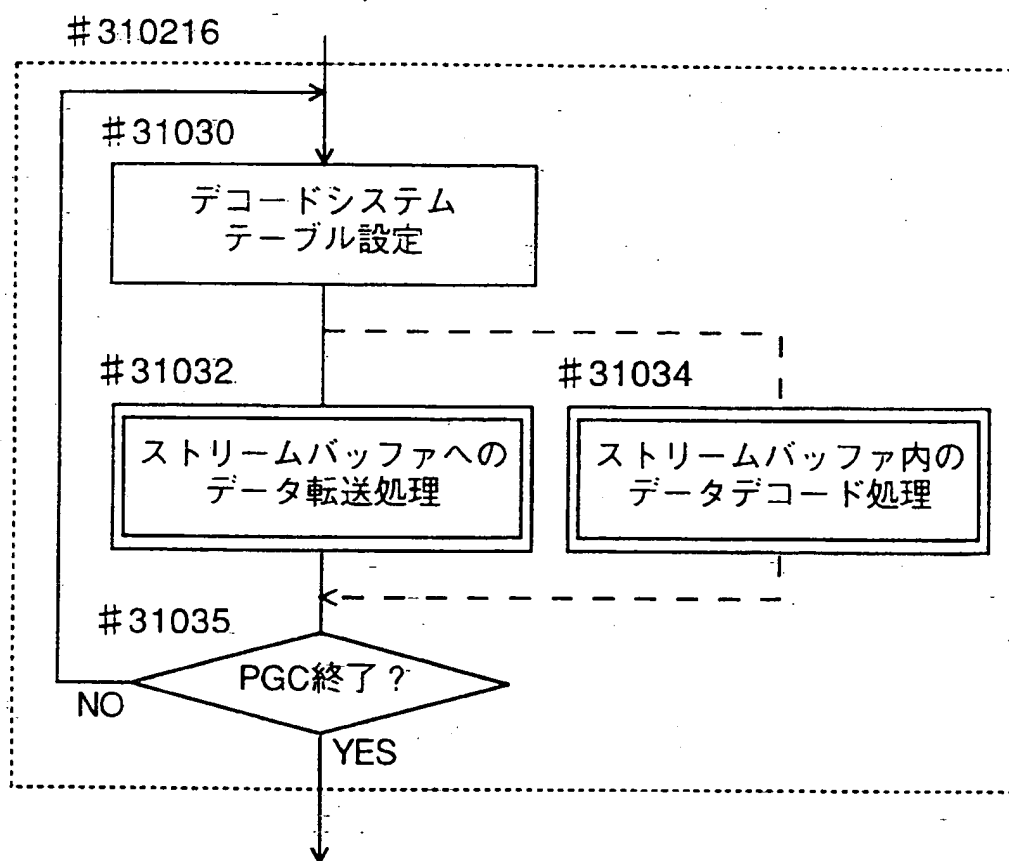 #310216
#31030
デコードシステム
テーブル設定
#31032
#31034
ストリームバッファへの
データ転送処理
ストリームバッファ内の
データデコード処理
#31035
PGC終了?
NO
YES